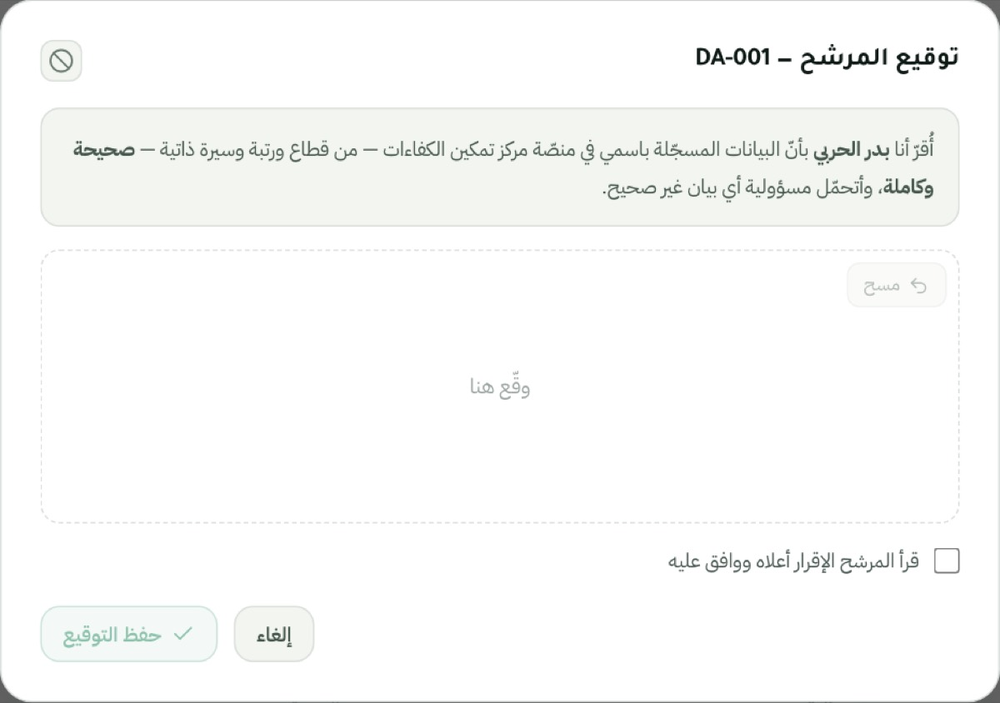 توقيع المرشح – DA-001
أُقرّ أنا بدر الحربي بأنّ البيانات المسجّلة باسمي في منصّة مركز تمكين الكفاءات — من قطاع ورتبة وسيرة ذاتية — صحيحة
وكاملة، وأتحمّل مسؤولية أي بيان غير صحيح.
مسح
وقّع هنا
قرأ المرشح الإقرار أعلاه ووافق عليه
إلغاء
حفظ التوقيع